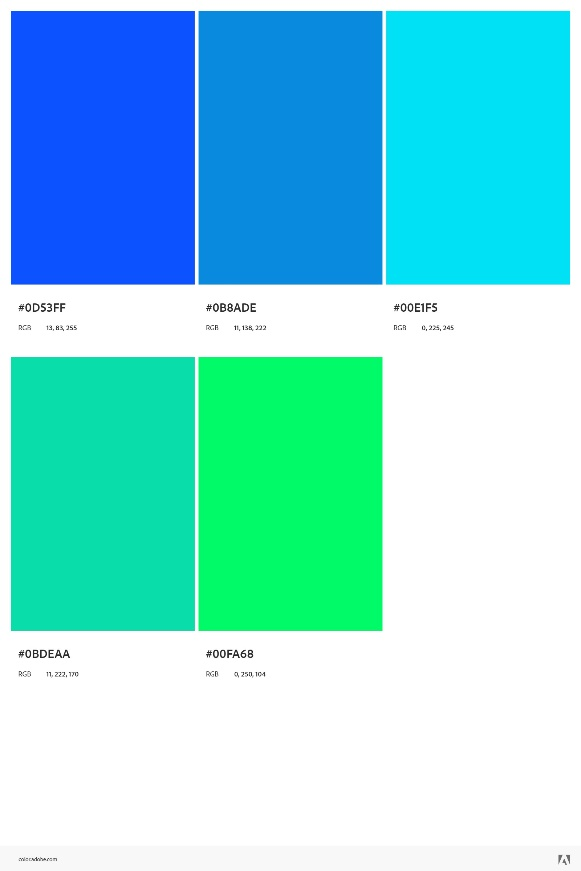 #0D53FF
RGB 13, 83, 255
#0B8ADE
RGB 11, 138, 222
#00E1F5
RGB 0, 225, 245
#0BDEAA
RGB 11, 222, 170
#00FA68
RGB 0, 250, 104
color.adobe.com